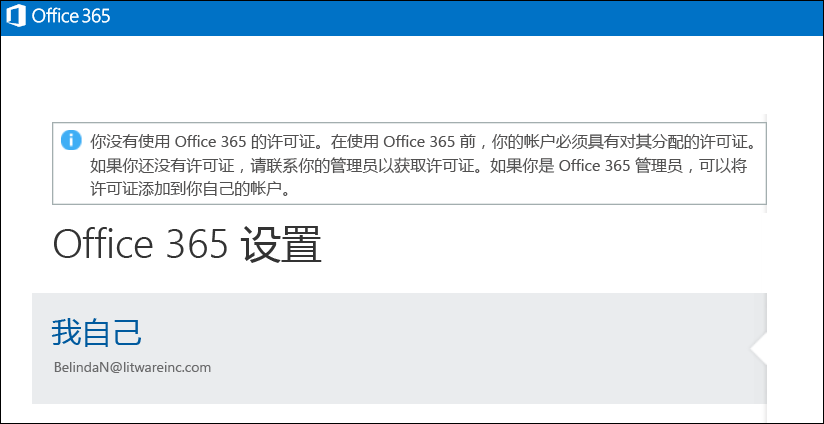 Office 365
你没有使用 Office 365 的许可证。在使用 Office 365 前，你的帐户必须具有对其分配的许可证。
如果你还没有许可证，请联系你的管理员以获取许可证。如果你是 Office 365 管理员，可以将
许可证添加到你自己的帐户。
Office 365 设置
我自己
BelindaN@litwareinc.com